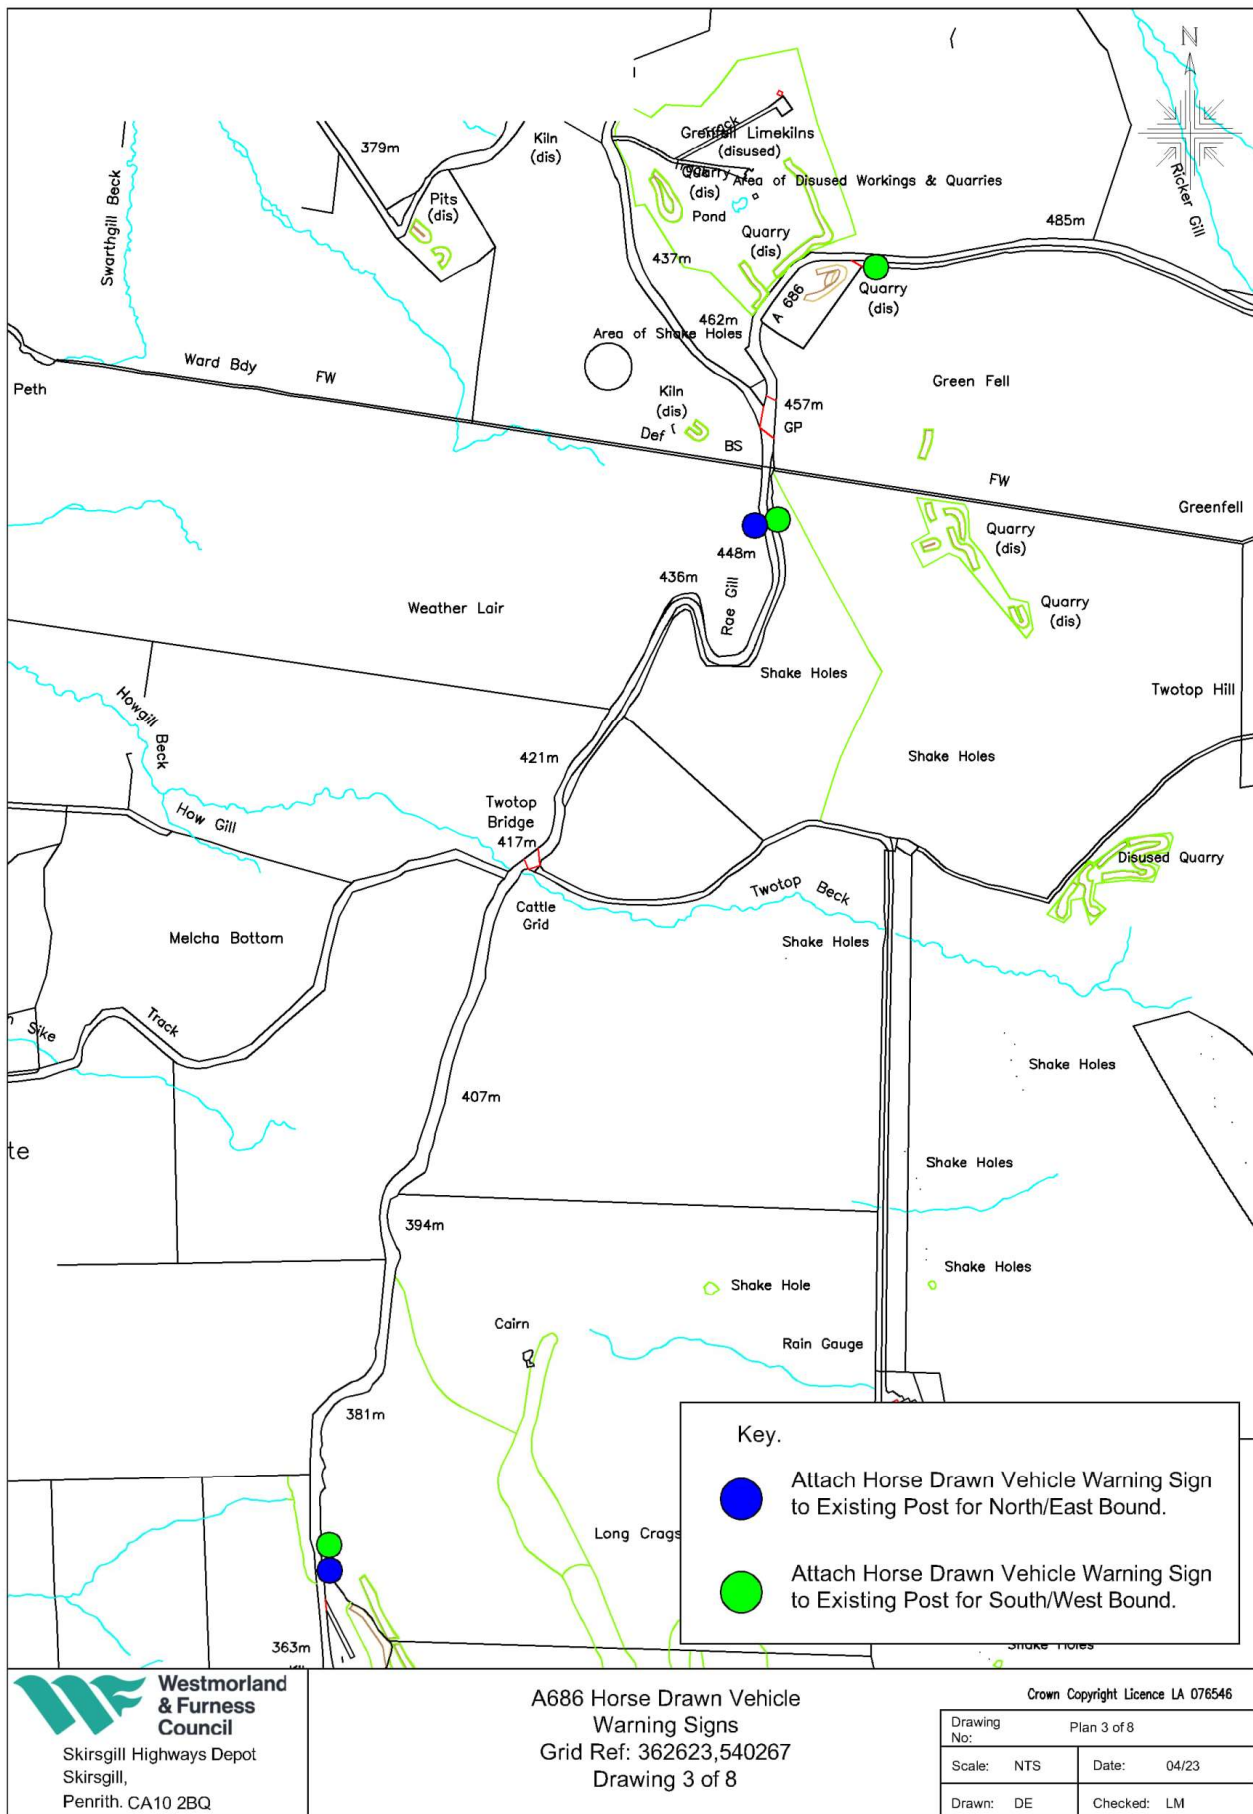 N
379m
Kiln
(dis)
Track
Grenfell Limekilns
(disused)
Track
Quarry
(dis)
Area of Disused Workings & Quarries
Pond
Pits
(dis)
Swarthgill Beck
Ricker Gill
485m
Quarry
(dis)
437m
Quarry
(dis)
A 686
462m
Area of Shake Holes
Ward Bdy
FW
Peth
Green Fell
Kiln
(dis)
457m
Def
GP
BS
FW
Greenfell
Quarry
(dis)
448m
436m
Rae Gill
Weather Lair
Quarry
(dis)
Shake Holes
Twotop Hill
Howgill Beck
421m
Shake Holes
Twotop
Bridge
How Gill
417m
Disused Quarry
Twotop Beck
Cattle
Grid
Melcha Bottom
Shake Holes
Sike
Track
Shake Holes
407m
te
Shake Holes
394m
Shake Holes
Shake Hole
Cairn
Rain Gauge
381m
Key.
Attach Horse Drawn Vehicle Warning Sign
to Existing Post for North/East Bound.
Long Crags
Attach Horse Drawn Vehicle Warning Sign
to Existing Post for South/West Bound.
363m
Shake Holes
Westmorland
& Furness
Council
Skirsgill Highways Depot
Skirsgill,
Penrith. CA10 2BQ
A686 Horse Drawn Vehicle
Warning Signs
Grid Ref: 362623,540267
Drawing 3 of 8
Crown Copyright Licence LA 076546
Drawing No: Plan 3 of 8
Scale: NTS Date: 04/23
Drawn: DE Checked: LM